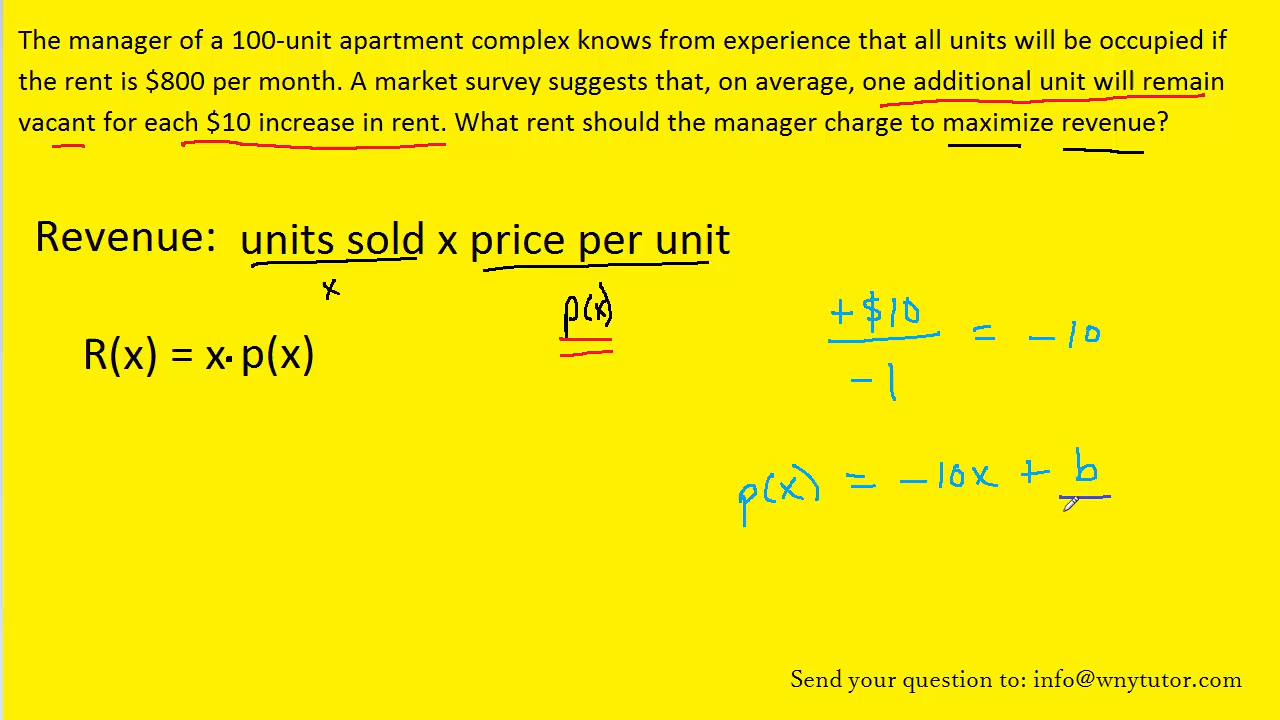 The manager of a 100-unit apartment complex knows from experience that all units will be occupied if
the rent is $800 per month. A market survey suggests that, on average, one additional unit will remain
vacant for each $10 increase in rent. What rent should the manager charge to maximize revenue?
Revenue: units sold x price per unit
x
p(x)
R(x) = x · p(x)
+ $10
= - 10
- 1
p(x) = - 10x + b
Send your question to: info@wnytutor.com